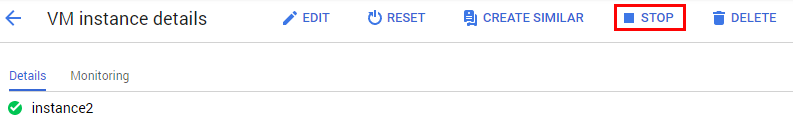 VM instance details EDIT RESET CREATE SIMILAR STOP DELETE
Details Monitoring
instance2